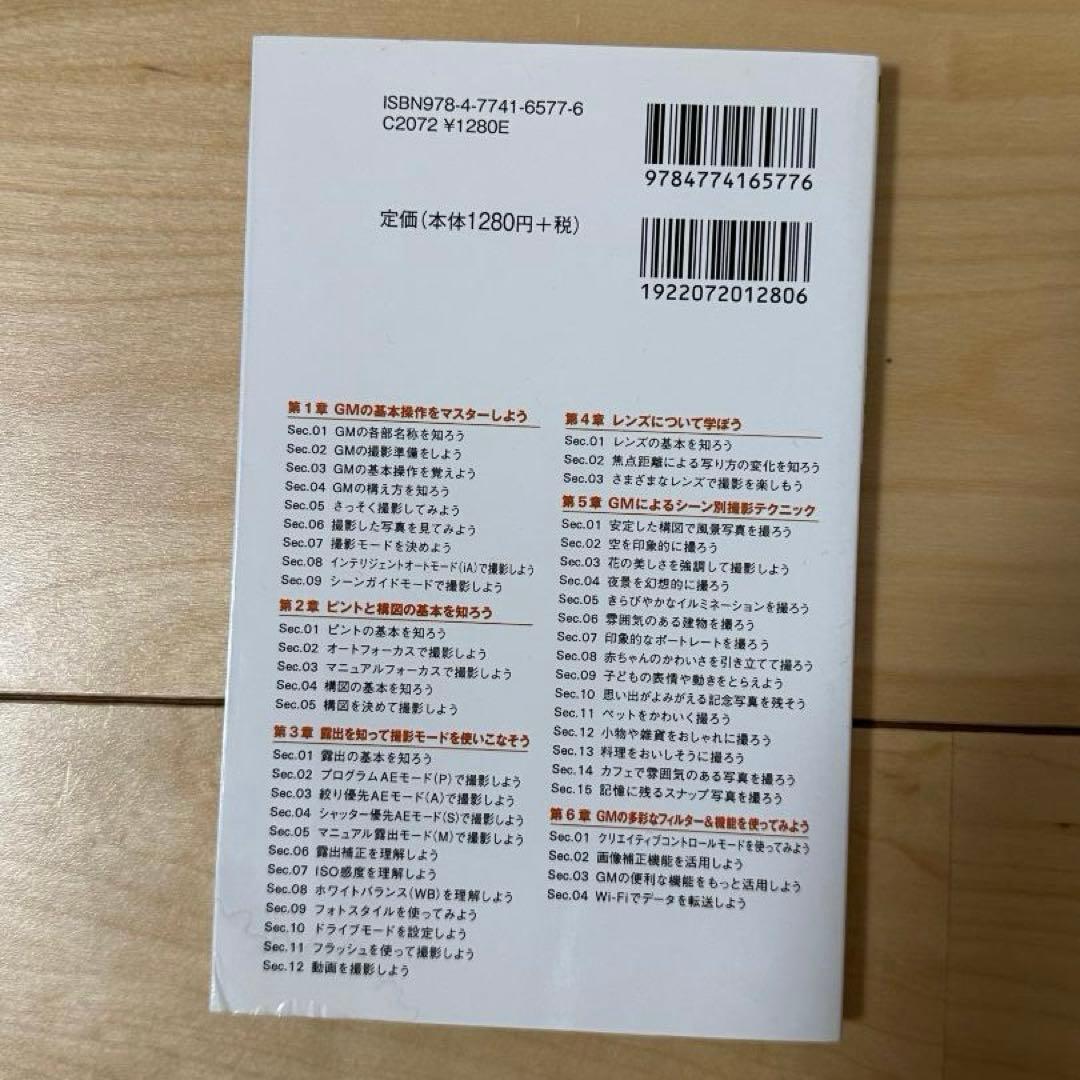 ISBN978-4-7741-6577-6
C2072 ¥1280E
9784774165776
定価(本体1280円+税)
1922072012806
第1章 GMの基本操作をマスターしよう
Sec.01 GMの各部名称を知ろう
Sec.02 GMの撮影準備をしよう
Sec.03 GMの基本操作を覚えよう
Sec.04 GMの構え方を知ろう
Sec.05 さっそく撮影してみよう
Sec.06 撮影した写真を見てみよう
Sec.07 撮影モードを決めよう
Sec.08 インテリジェントオートモード(iA)で撮影しよう
Sec.09 シーンガイドモードで撮影しよう
第2章 ピントと構図の基本を知ろう
Sec.01 ピントの基本を知ろう
Sec.02 オートフォーカスで撮影しよう
Sec.03 マニュアルフォーカスで撮影しよう
Sec.04 構図の基本を知ろう
Sec.05 構図を決めて撮影しよう
第3章 露出を知って撮影モードを使いこなそう
Sec.01 露出の基本を知ろう
Sec.02 プログラムAEモード(P)で撮影しよう
Sec.03 絞り優先AEモード(A)で撮影しよう
Sec.04 シャッター優先AEモード(S)で撮影しよう
Sec.05 マニュアル露出モード(M)で撮影しよう
Sec.06 露出補正を理解しよう
Sec.07 ISO感度を理解しよう
Sec.08 ホワイトバランス(WB)を理解しよう
Sec.09 フォトスタイルを使ってみよう
Sec.10 ドライブモードを設定しよう
Sec.11 フラッシュを使って撮影しよう
Sec.12 動画を撮影しよう
第4章 レンズについて学ぼう
Sec.01 レンズの基本を知ろう
Sec.02 焦点距離による写り方の変化を知ろう
Sec.03 さまざまなレンズで撮影を楽しもう
第5章 GMによるシーン別撮影テクニック
Sec.01 安定した構図で風景写真を撮ろう
Sec.02 空を印象的に撮ろう
Sec.03 花の美しさを強調して撮影しよう
Sec.04 夜景を幻想的に撮ろう
Sec.05 きらびやかなイルミネーションを撮ろう
Sec.06 雰囲気のある建物を撮ろう
Sec.07 印象的なポートレートを撮ろう
Sec.08 赤ちゃんのかわいさを引き立てて撮ろう
Sec.09 子どもの表情や動きをとらえよう
Sec.10 思い出がよみがえる記念写真を残そう
Sec.11 ペットをかわいく撮ろう
Sec.12 小物や雑貨をおしゃれに撮ろう
Sec.13 料理をおいしそうに撮ろう
Sec.14 カフェで雰囲気のある写真を撮ろう
Sec.15 記憶に残るスナップ写真を撮ろう
第6章 GMの多彩なフィルター&機能を使ってみよう
Sec.01 クリエイティブコントロールモードを使ってみよう
Sec.02 画像補正機能を活用しよう
Sec.03 GMの便利な機能をもっと活用しよう
Sec.04 Wi-Fiでデータを転送しよう